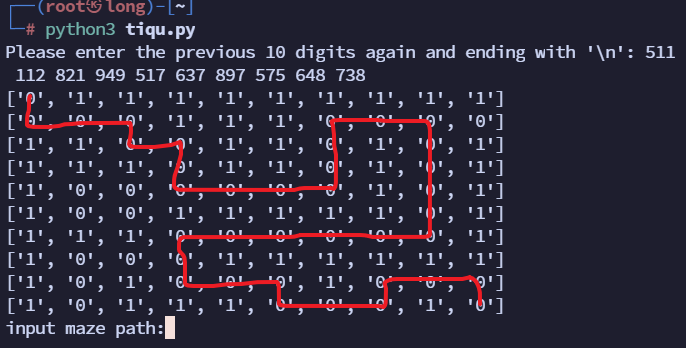 ┌──(root㉿long)-[~]
└─# python3 tiqu.py
Please enter the previous 10 digits again and ending with '\n': 511
112 821 949 517 637 897 575 648 738
['0', '1', '1', '1', '1', '1', '1', '1', '1', '1']
['0', '0', '0', '1', '1', '1', '0', '0', '0', '0']
['1', '1', '0', '0', '1', '1', '0', '1', '0', '1']
['1', '1', '1', '0', '1', '1', '0', '1', '0', '1']
['1', '0', '0', '0', '0', '0', '0', '1', '0', '1']
['1', '0', '0', '1', '1', '1', '1', '1', '0', '1']
['1', '1', '1', '0', '0', '0', '0', '0', '0', '1']
['1', '0', '0', '0', '1', '1', '1', '1', '1', '1']
['1', '0', '1', '0', '0', '0', '1', '0', '0', '0']
['1', '0', '1', '1', '1', '0', '0', '0', '1', '0']
input maze path: